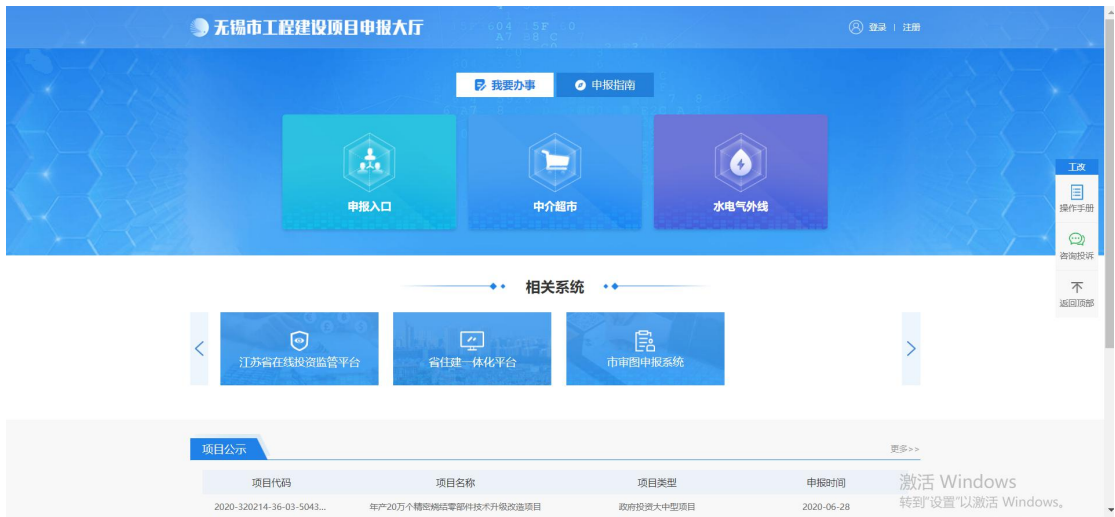 无锡市工程建设项目申报大厅
登录 | 注册
我要办事 申报指南
申报入口 中介超市 水电气外线
工改
操作手册
咨询投诉
返回顶部
相关系统
江苏省在线投资监管平台 省住建一体化平台 市审图申报系统
项目公示 更多>>
项目代码 项目名称 项目类型 申报时间
2020-320214-36-03-5043... 年产20万个精密烧结零部件技术升级改造项目 政府投资大中型项目 2020-06-28
激活 Windows
转到"设置"以激活 Windows。